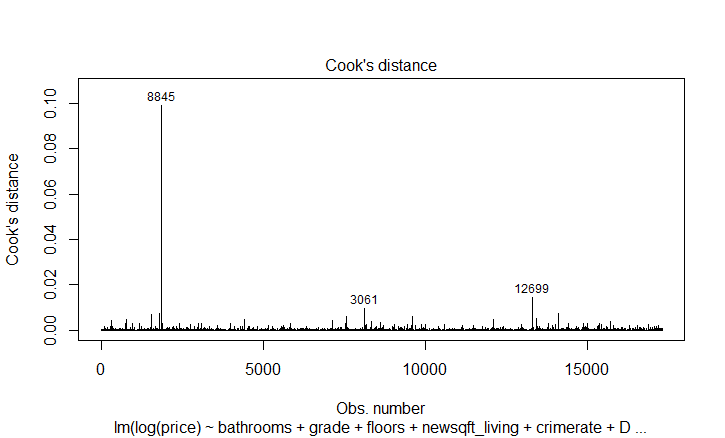 Cook's distance
8845
3061
12699
Cook's distance
0.00 0.02 0.04 0.06 0.08 0.10
0 5000 10000 15000
Obs. number
lm(log(price) ~ bathrooms + grade + floors + newsqft_living + crimerate + D ...